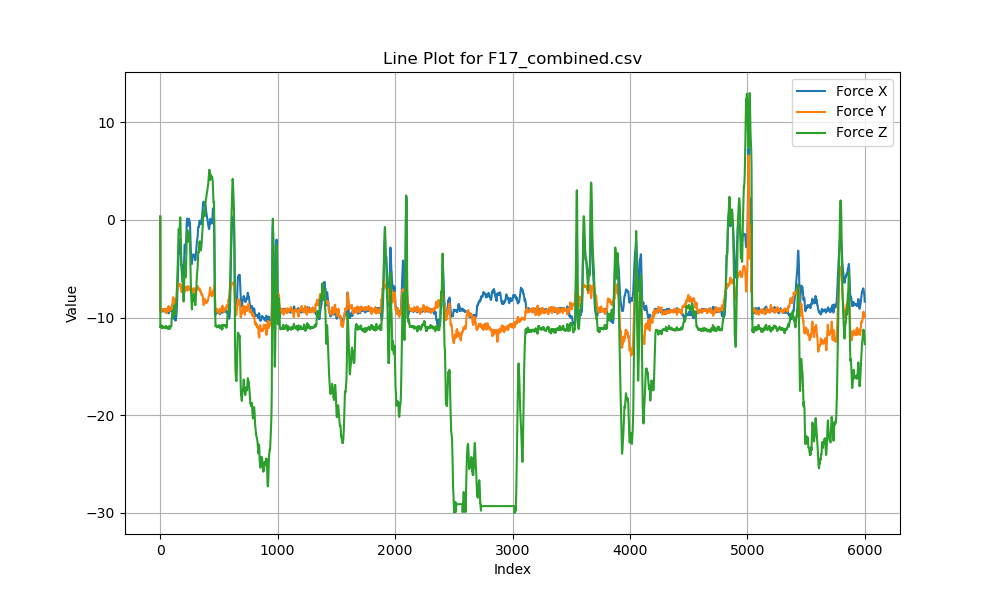 Line Plot for F17_combined.csv
Force X
Force Y
Force Z
Value
10
0
−10
−20
−30
0 1000 2000 3000 4000 5000 6000
Index